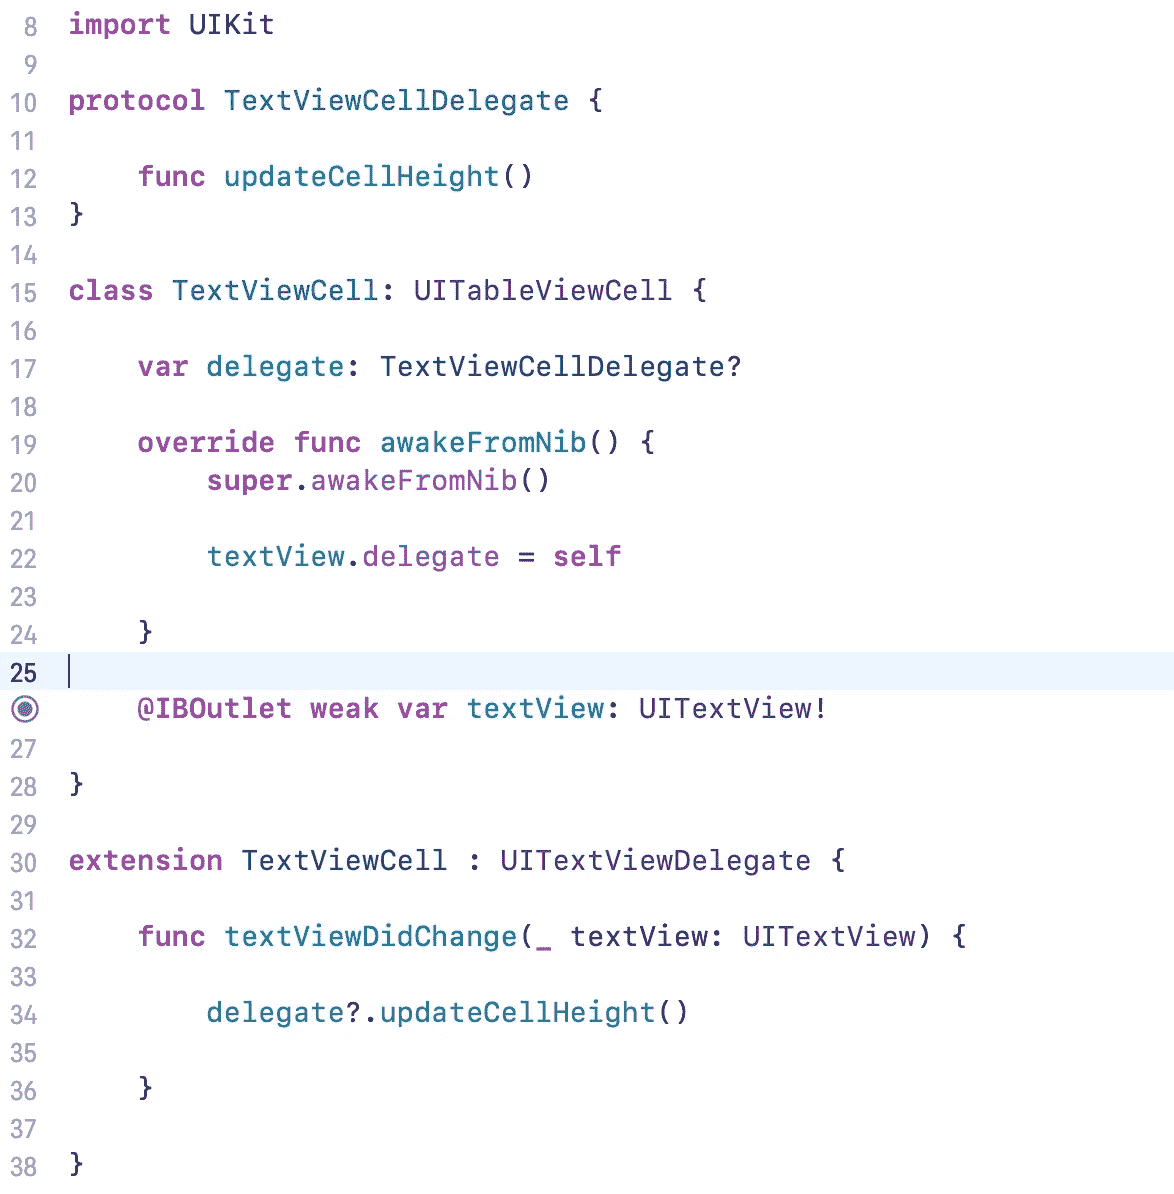 8 import UIKit
9
10 protocol TextViewCellDelegate {
11
12     func updateCellHeight()
13 }
14
15 class TextViewCell: UITableViewCell {
16
17     var delegate: TextViewCellDelegate?
18
19     override func awakeFromNib() {
20         super.awakeFromNib()
21
22         textView.delegate = self
23
24     }
25
@IBOutlet weak var textView: UITextView!
27
28 }
29
30 extension TextViewCell : UITextViewDelegate {
31
32     func textViewDidChange(_ textView: UITextView) {
33
34         delegate?.updateCellHeight()
35
36     }
37
38 }